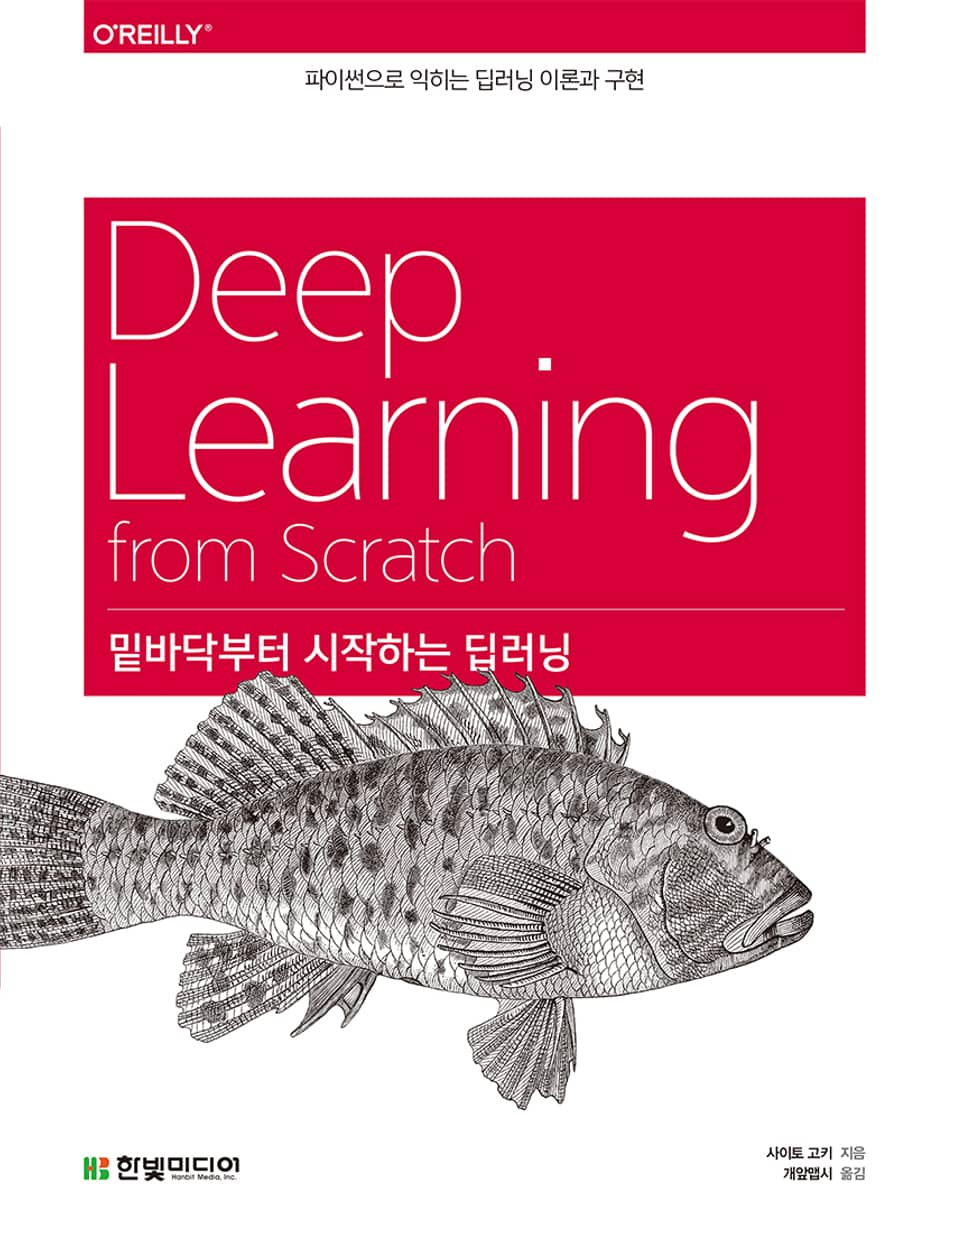 O'REILLY®
파이썬으로 익히는 딥러닝 이론과 구현
Deep
Learning
from Scratch
밑바닥부터 시작하는 딥러닝
한빛미디어
Hanbit Media, Inc.
사이토 고키 지음
개앞맵시 옮김